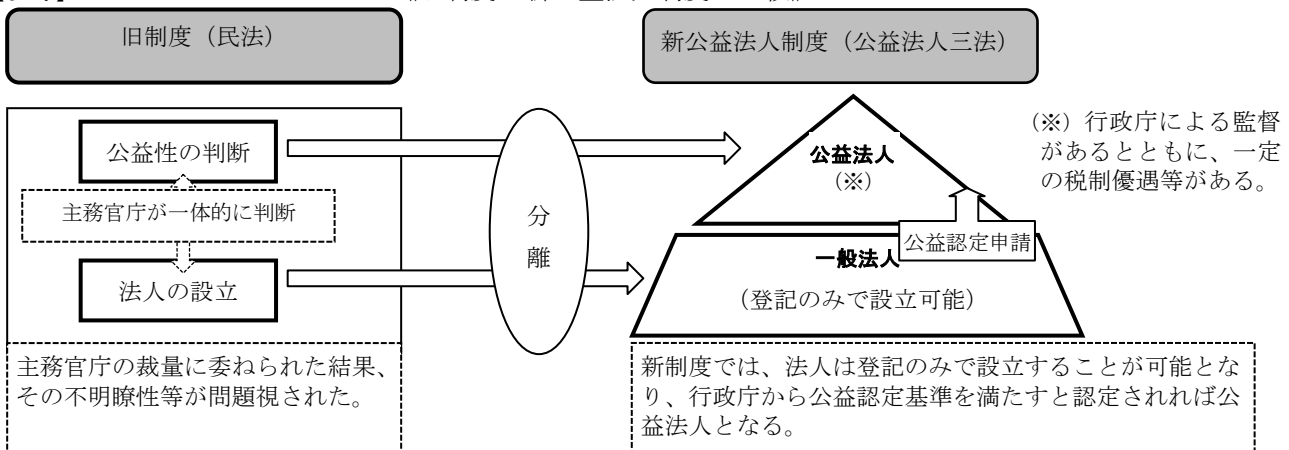 旧制度（民法）
新公益法人制度（公益法人三法）
公益性の判断
主務官庁が一体的に判断
法人の設立
分
離
公益法人
（※）
公益認定申請
一般法人
（登記のみで設立可能）
（※）行政庁による監督
があるとともに、一定
の税制優遇等がある。
主務官庁の裁量に委ねられた結果、
その不明瞭性等が問題視された。
新制度では、法人は登記のみで設立することが可能とな
り、行政庁から公益認定基準を満たすと認定されれば公
益法人となる。